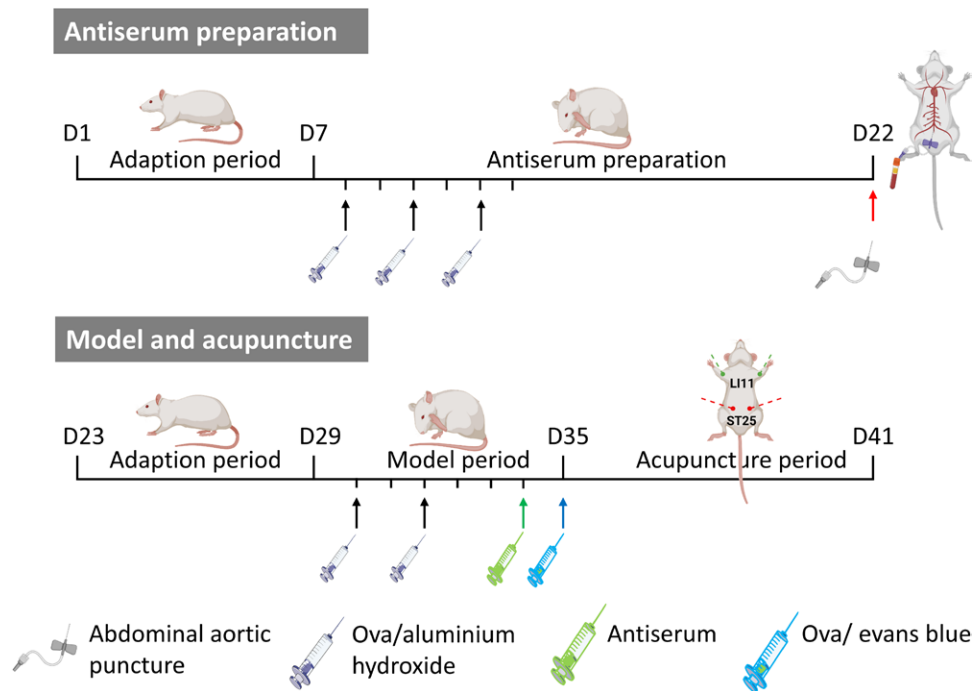 Antiserum preparation
D1
D7
D22
Adaption period
Antiserum preparation
Model and acupuncture
LI11
ST25
D23
D29
D35
D41
Adaption period
Model period
Acupuncture period
Abdominal aortic
puncture
Ova/aluminium
hydroxide
Antiserum
Ova/ evans blue